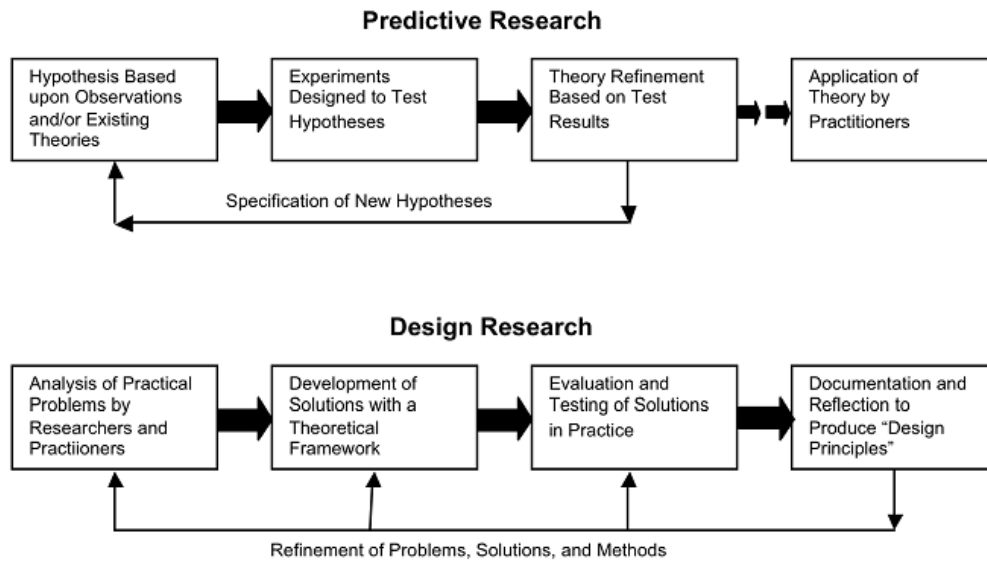 Predictive Research
Hypothesis Based
upon Observations
and/or Existing
Theories
Experiments
Designed to Test
Hypotheses
Theory Refinement
Based on Test
Results
Application of
Theory by
Practitioners
Specification of New Hypotheses
Design Research
Analysis of Practical
Problems by
Researchers and
Practiioners
Development of
Solutions with a
Theoretical
Framework
Evaluation and
Testing of Solutions
in Practice
Documentation and
Reflection to
Produce “Design
Principles”
Refinement of Problems, Solutions, and Methods